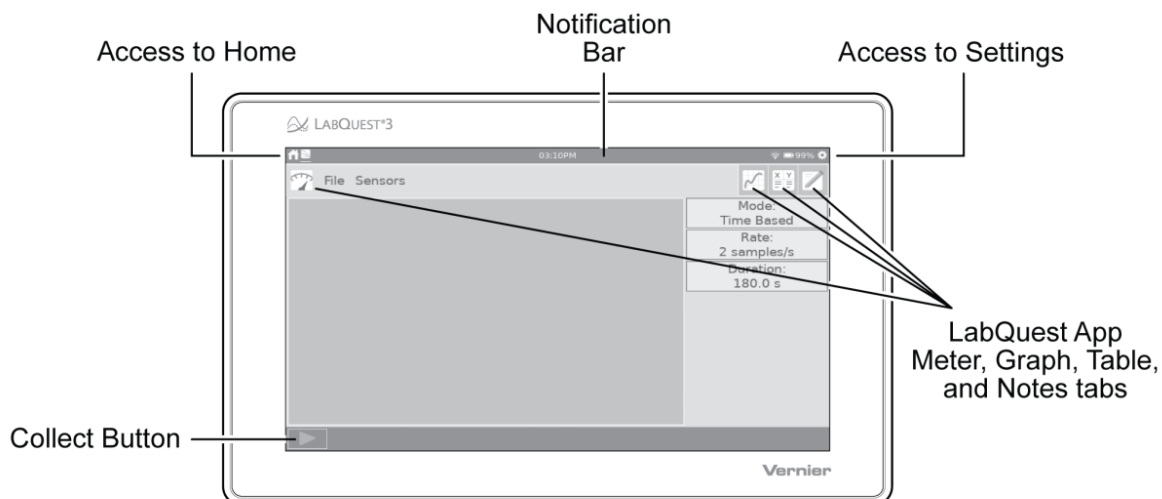 Notification
Bar
Access to Home
Access to Settings
LABQUEST®3
03:10PM
99%
File Sensors
X Y
Mode:
Time Based
Rate:
2 samples/s
Duration:
180.0 s
LabQuest App
Meter, Graph, Table,
and Notes tabs
Collect Button
Vernier